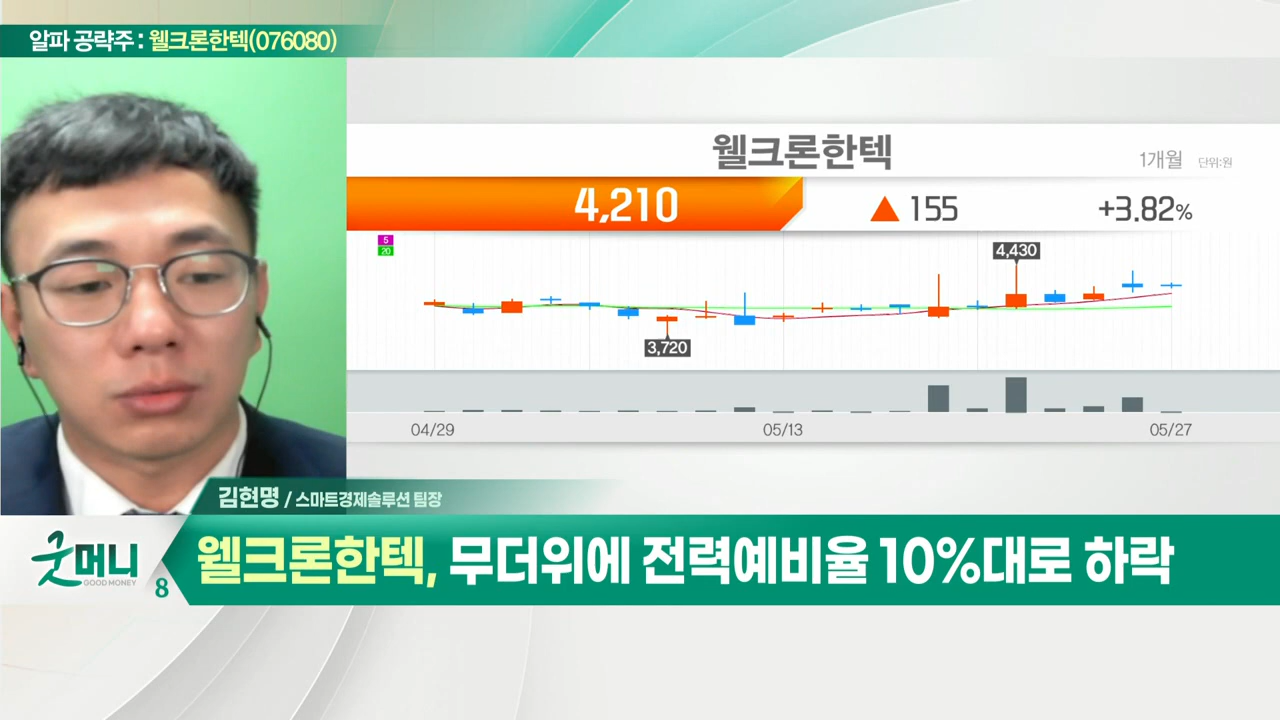 알파 공략주 : 웰크론한텍(076080)
웰크론한텍
1개월 단위:원
4,210 ▲ 155 +3.82%
5
20
4,430
3,720
04/29 05/13 05/27
김현명 / 스마트경제솔루션 팀장
굿머니
GOOD MONEY
8
웰크론한텍, 무더위에 전력예비율 10%대로 하락